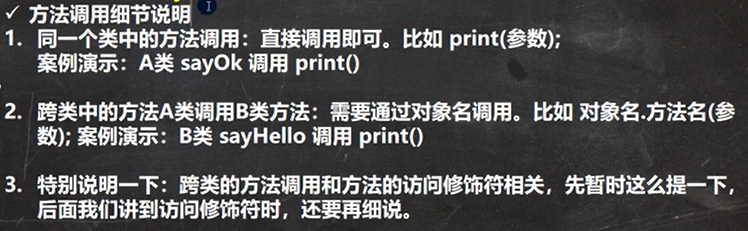 ✓ 方法调用细节说明
1. 同一个类中的方法调用：直接调用即可。比如 print(参数);
案例演示：A类 sayOk 调用 print()
2. 跨类中的方法A类调用B类方法：需要通过对象名调用。比如 对象名.方法名(参
数); 案例演示：B类 sayHello 调用 print()
3. 特别说明一下：跨类的方法调用和方法的访问修饰符相关，先暂时这么提一下，
后面我们讲到访问修饰符时，还要再细说。